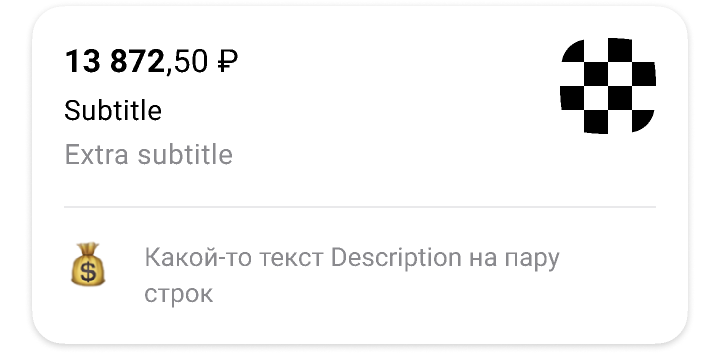 13 872,50 ₽
Subtitle
Extra subtitle
Какой-то текст Description на пару
строк